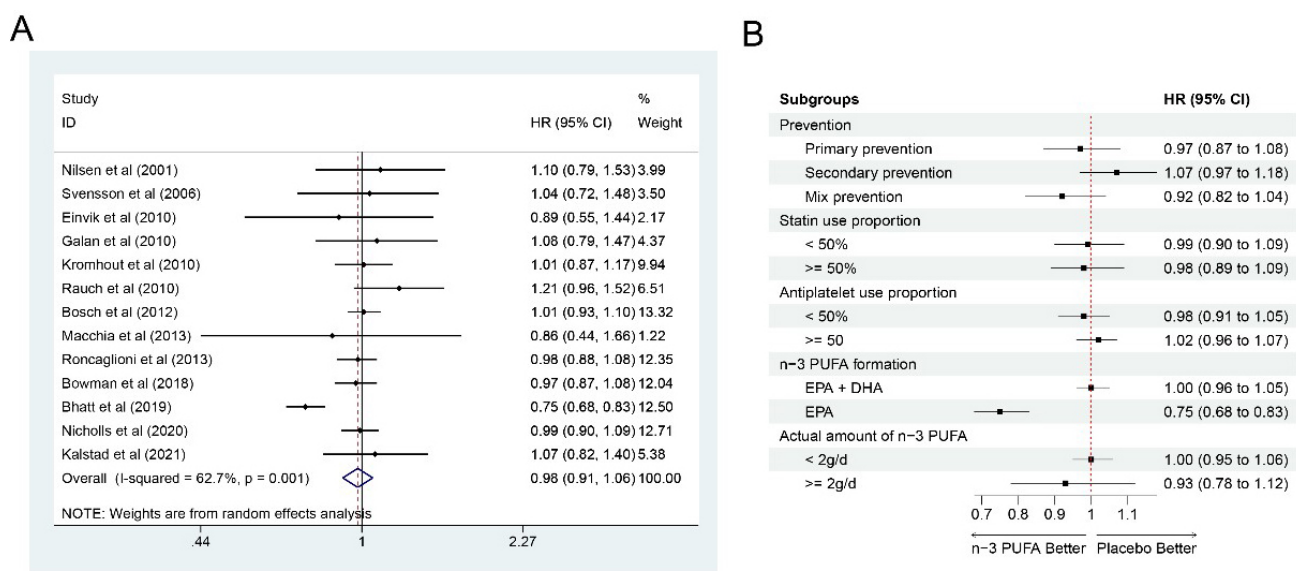 A
Study %
ID HR (95% CI) Weight
Nilsen et al (2001) 1.10 (0.79, 1.53) 3.99
Svensson et al (2006) 1.04 (0.72, 1.48) 3.50
Einvik et al (2010) 0.89 (0.55, 1.44) 2.17
Galan et al (2010) 1.08 (0.79, 1.47) 4.37
Kromhout et al (2010) 1.01 (0.87, 1.17) 9.94
Rauch et al (2010) 1.21 (0.96, 1.52) 6.51
Bosch et al (2012) 1.01 (0.93, 1.10) 13.32
Macchia et al (2013) 0.86 (0.44, 1.66) 1.22
Roncaglioni et al (2013) 0.98 (0.88, 1.08) 12.35
Bowman et al (2018) 0.97 (0.87, 1.08) 12.04
Bhatt et al (2019) 0.75 (0.68, 0.83) 12.50
Nicholls et al (2020) 0.99 (0.90, 1.09) 12.71
Kalstad et al (2021) 1.07 (0.82, 1.40) 5.38
Overall (I-squared = 62.7%, p = 0.001) 0.98 (0.91, 1.06) 100.00
NOTE: Weights are from random effects analysis
.44 1 2.27
B
Subgroups HR (95% CI)
Prevention
Primary prevention 0.97 (0.87 to 1.08)
Secondary prevention 1.07 (0.97 to 1.18)
Mix prevention 0.92 (0.82 to 1.04)
Statin use proportion
< 50% 0.99 (0.90 to 1.09)
>= 50% 0.98 (0.89 to 1.09)
Antiplatelet use proportion
< 50% 0.98 (0.91 to 1.05)
>= 50 1.02 (0.96 to 1.07)
n−3 PUFA formation
EPA + DHA 1.00 (0.96 to 1.05)
EPA 0.75 (0.68 to 0.83)
Actual amount of n−3 PUFA
< 2g/d 1.00 (0.95 to 1.06)
>= 2g/d 0.93 (0.78 to 1.12)
0.7 0.8 0.9 1 1.1
n−3 PUFA Better Placebo Better